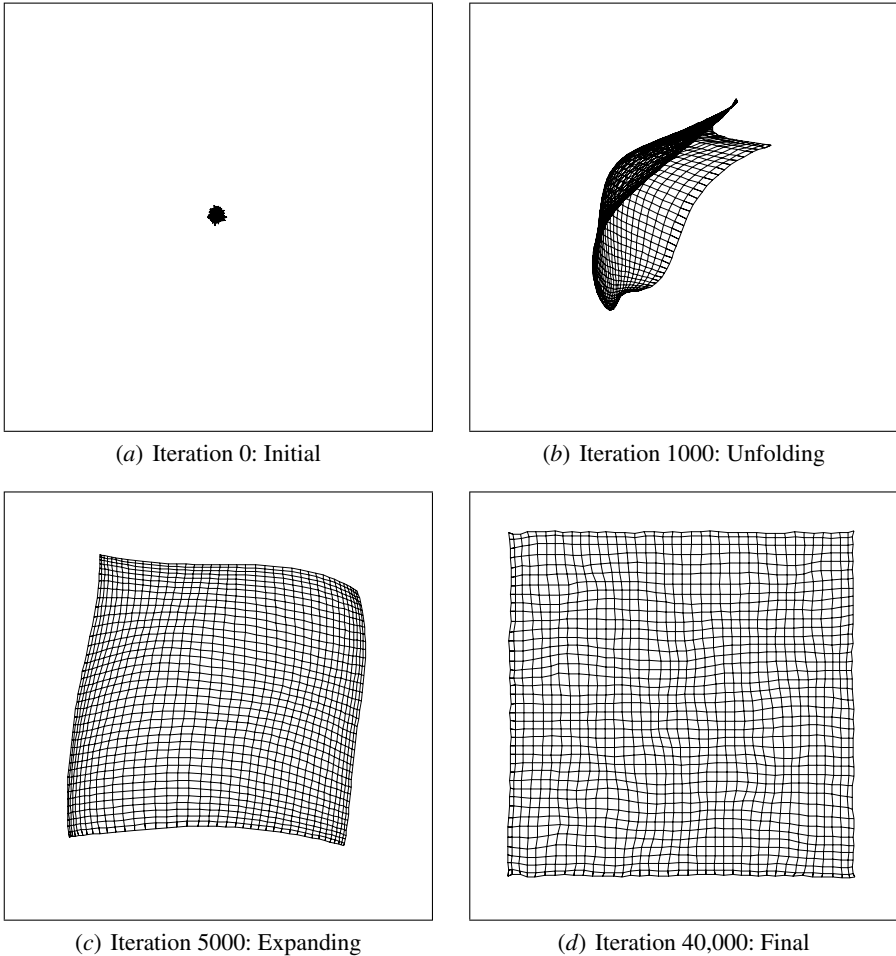 (a) Iteration 0: Initial
(b) Iteration 1000: Unfolding
(c) Iteration 5000: Expanding
(d) Iteration 40,000: Final